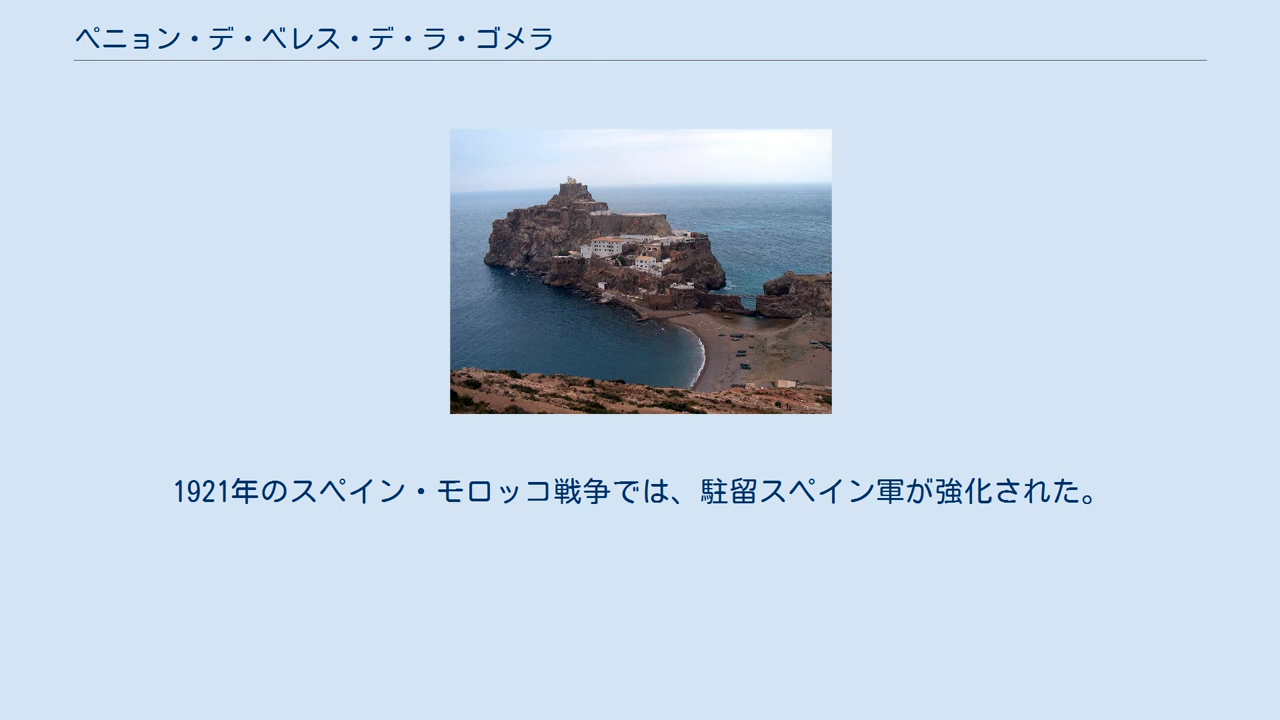 ペニョン・デ・ベレス・デ・ラ・ゴメラ
1921年のスペイン・モロッコ戦争では、駐留スペイン軍が強化された。